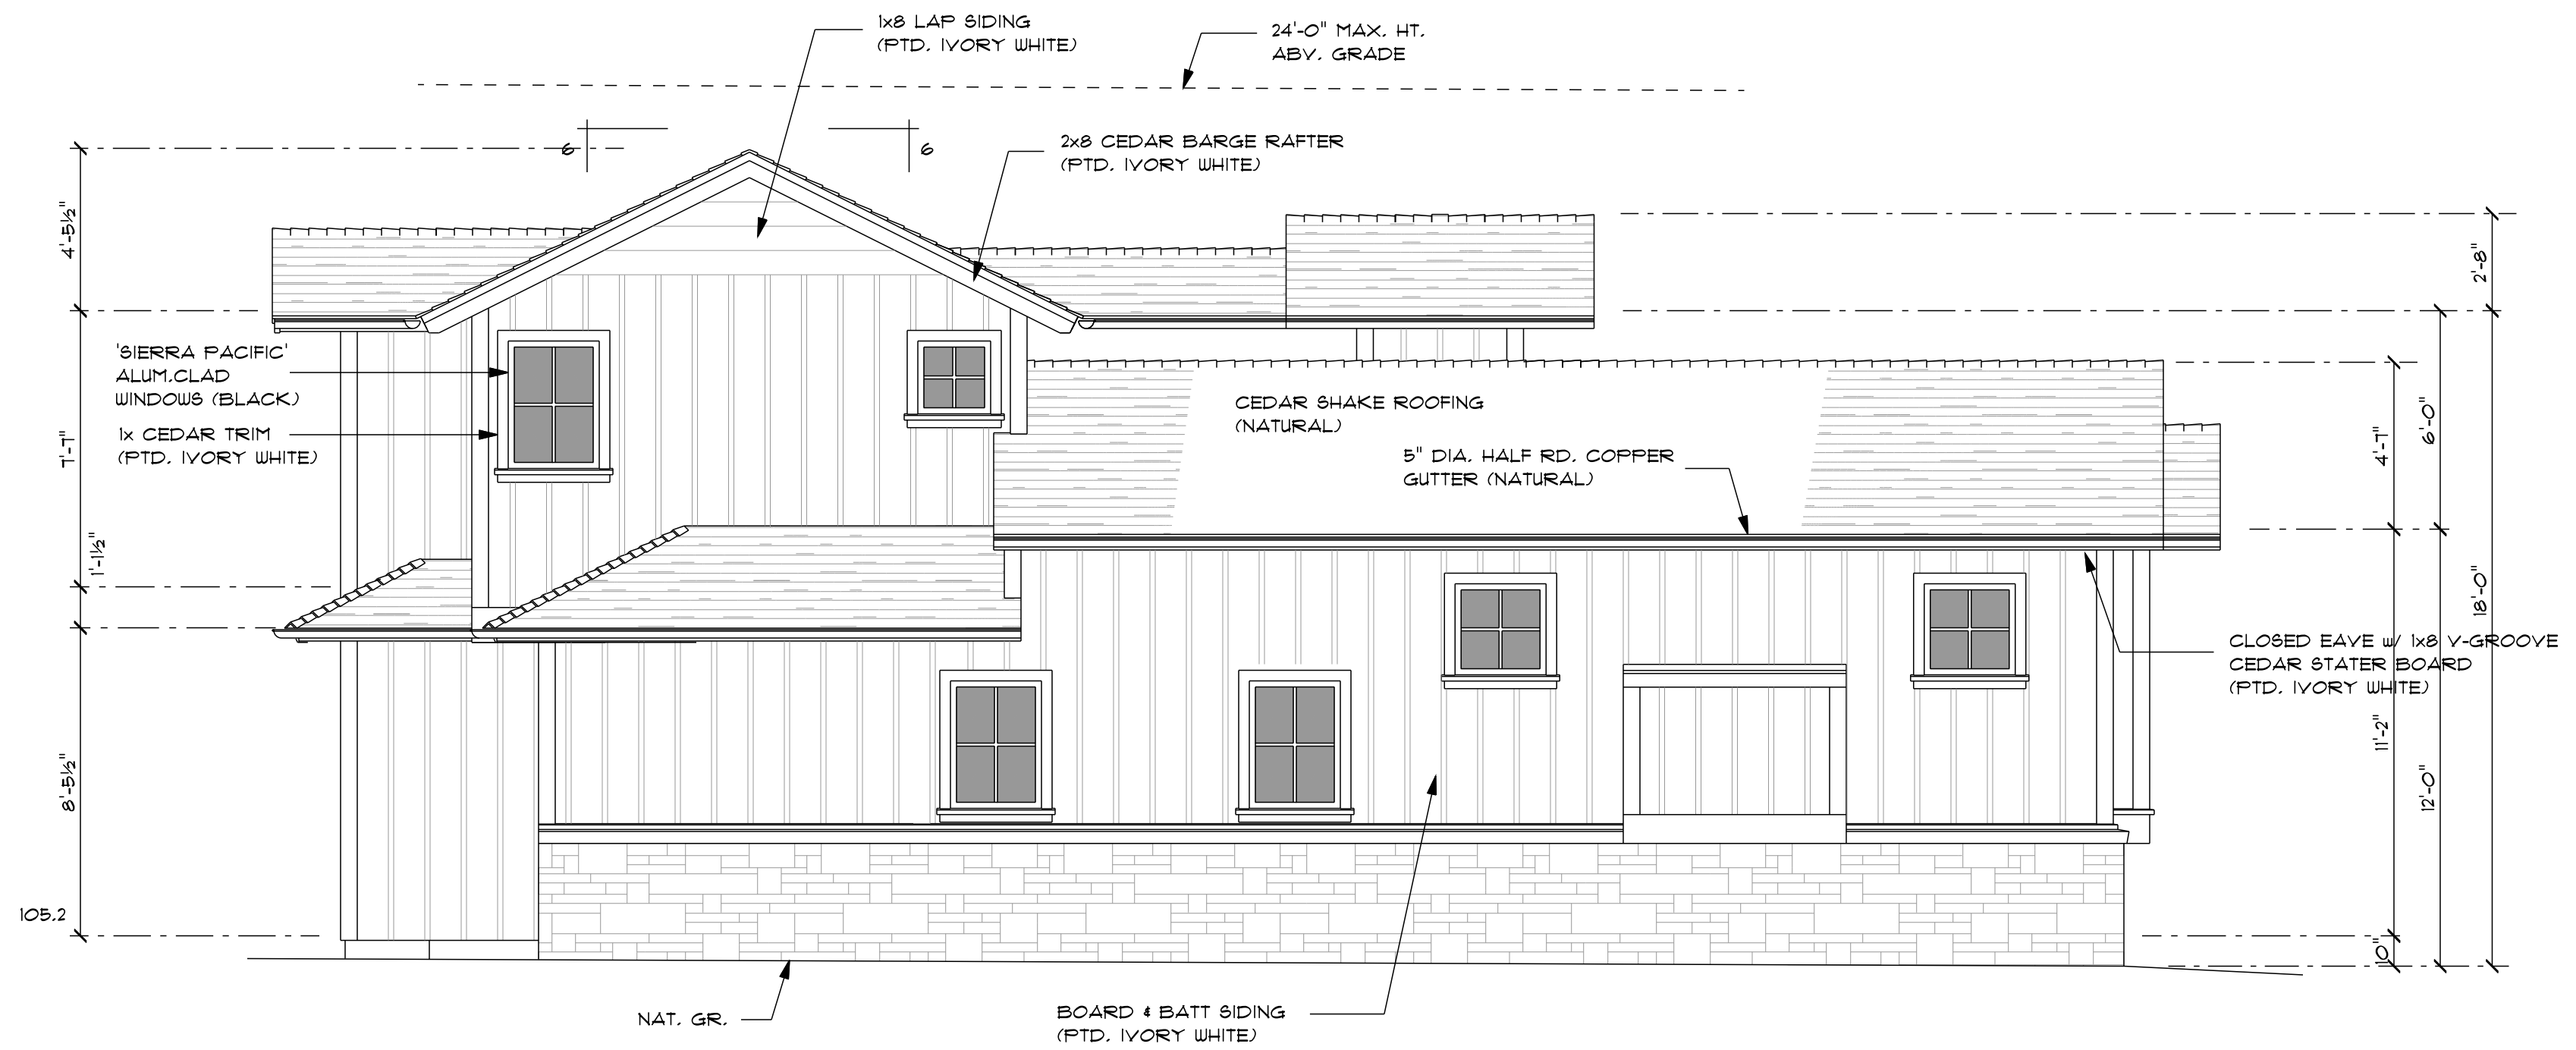 1x8 LAP SIDING
(PTD. IVORY WHITE)
24'-0" MAX. HT.
ABV. GRADE
6
6
2x8 CEDAR BARGE RAFTER
(PTD. IVORY WHITE)
4'-5½"
2'-8"
'SIERRA PACIFIC'
ALUM.CLAD
WINDOWS (BLACK)
1x CEDAR TRIM
(PTD. IVORY WHITE)
CEDAR SHAKE ROOFING
(NATURAL)
5" DIA. HALF RD. COPPER
GUTTER (NATURAL)
7'-7"
4'-7"
6'-0"
1'-1½"
18'-0"
CLOSED EAVE w/ 1x8 V-GROOVE
CEDAR STATER BOARD
(PTD. IVORY WHITE)
8'-5½"
11'-2"
12'-0"
105.2
10"
NAT. GR.
BOARD & BATT SIDING
(PTD. IVORY WHITE)